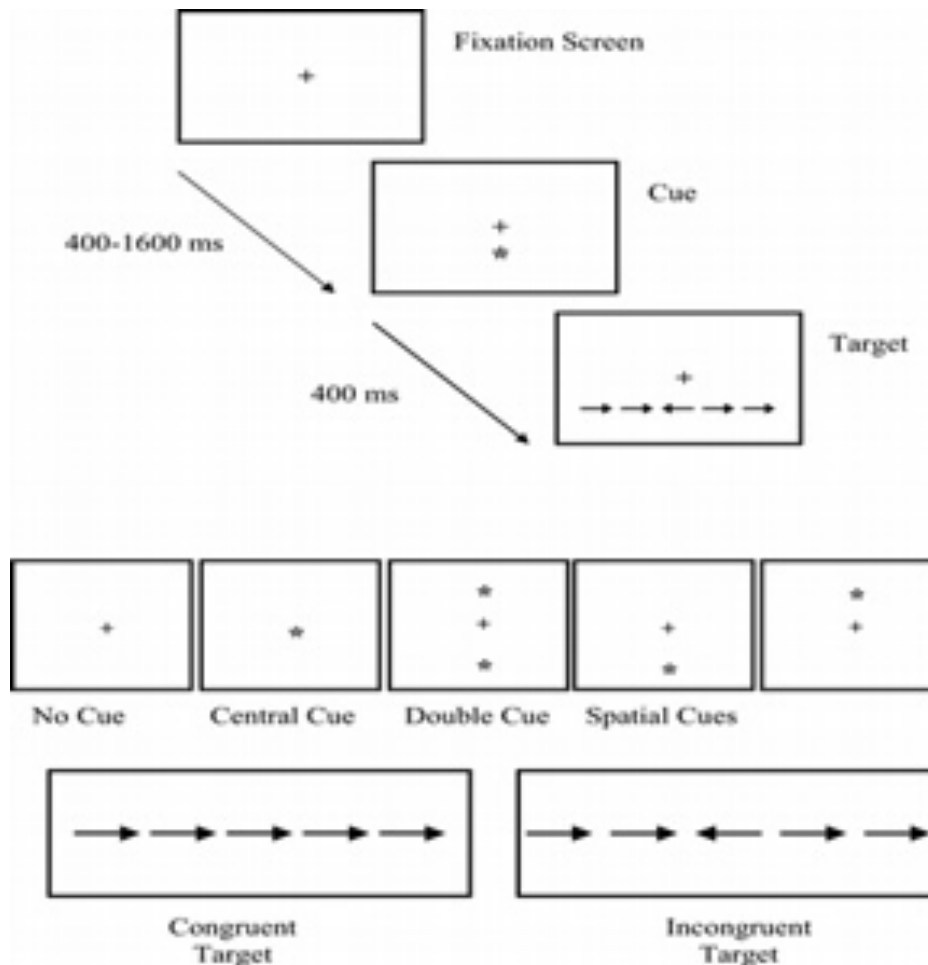 Fixation Screen
Cue
400-1600 ms
Target
400 ms
No Cue
Central Cue
Double Cue
Spatial Cues
Congruent
Target
Incongruent
Target